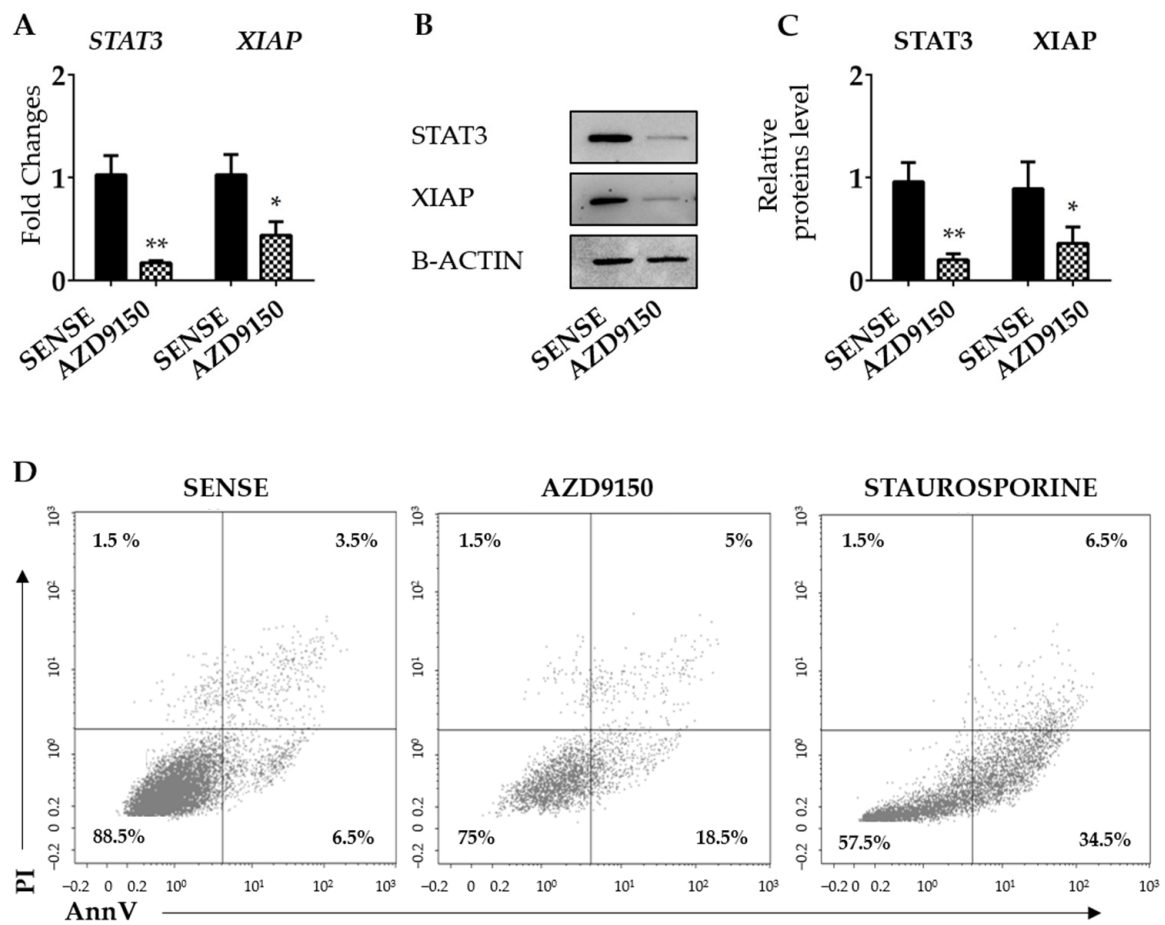 A
STAT3 XIAP
Fold Changes
2
1
0
** *
SENSE AZD9150 SENSE AZD9150
B
STAT3
XIAP
B-ACTIN
SENSE AZD9150
C
STAT3 XIAP
Relative
proteins level
2
1
0
** *
SENSE AZD9150 SENSE AZD9150
D
SENSE
1.5 % 3.5%
88.5% 6.5%
10³
10²
10¹
10⁰
0.2
0
−0.2
−0.2 0 0.2 10⁰ 10¹ 10² 10³
AZD9150
1.5% 5%
75% 18.5%
10³
10²
10¹
10⁰
0.2
0
−0.2
−0.2 0 0.2 10⁰ 10¹ 10² 10³
STAUROSPORINE
1.5% 6.5%
57.5% 34.5%
10³
10²
10¹
10⁰
0.2
0
−0.2
−0.2 0 0.2 10⁰ 10¹ 10² 10³
PI
AnnV